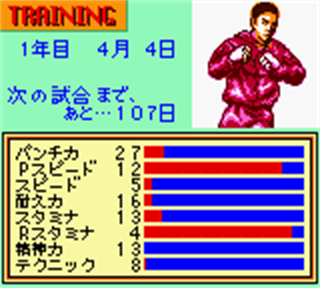 TRAINING
1年目 4月 4日
次の試合まで、
あと…107日
パンチ力 27
Pスピード 12
スピード 5
耐久力 16
スタミナ 13
Rスタミナ 4
精神力 13
テクニック 8